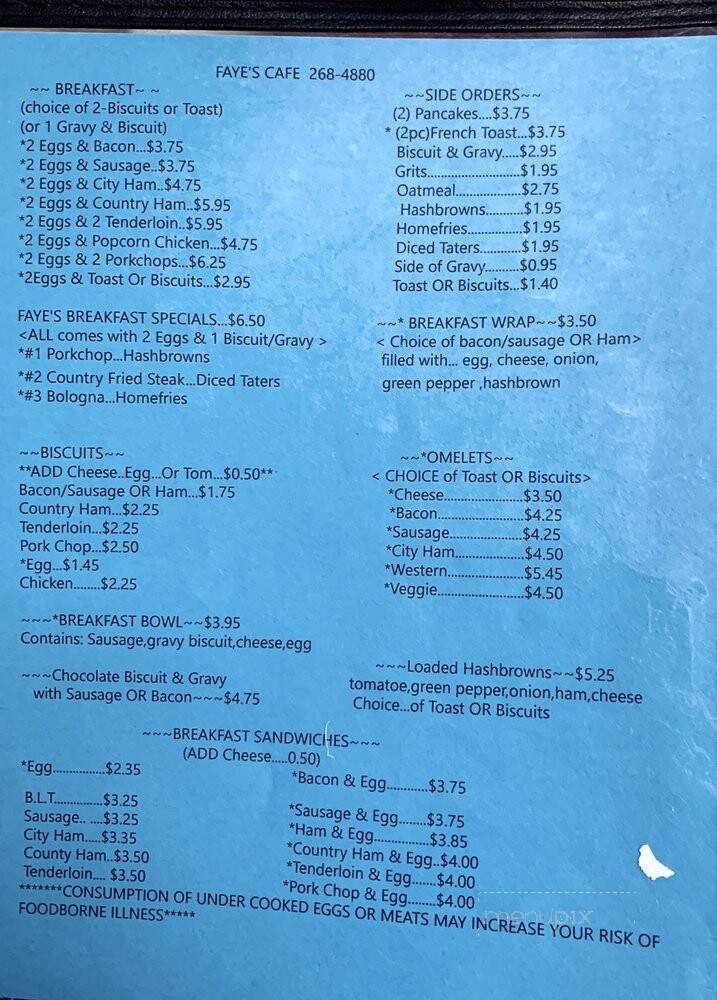 FAYE'S CAFE 268-4880
~~ BREAKFAST~ ~
(choice of 2-Biscuits or Toast)
(or 1 Gravy & Biscuit)
*2 Eggs & Bacon...$3.75
*2 Eggs & Sausage..$3.75
*2 Eggs & City Ham..$4.75
*2 Eggs & Country Ham..$5.95
*2 Eggs & 2 Tenderloin..$5.95
*2 Eggs & Popcorn Chicken...$4.75
*2 Eggs & 2 Porkchops...$6.25
*2Eggs & Toast Or Biscuits...$2.95
~~SIDE ORDERS~~
(2) Pancakes....$3.75
* (2pc)French Toast...$3.75
Biscuit & Gravy.....$2.95
Grits......................$1.95
Oatmeal...................$2.75
Hashbrowns...........$1.95
Homefries..............$1.95
Diced Taters............$1.95
Side of Gravy.........$0.95
Toast OR Biscuits...$1.40
FAYE'S BREAKFAST SPECIALS...$6.50
<ALL comes with 2 Eggs & 1 Biscuit/Gravy >
*#1 Porkchop...Hashbrowns
*#2 Country Fried Steak...Diced Taters
*#3 Bologna...Homefries
~~* BREAKFAST WRAP~~$3.50
< Choice of bacon/sausage OR Ham>
filled with... egg, cheese, onion,
green pepper ,hashbrown
~~BISCUITS~~
**ADD Cheese..Egg...Or Tom...$0.50**
Bacon/Sausage OR Ham...$1.75
Country Ham...$2.25
Tenderloin...$2.25
Pork Chop...$2.50
*Egg...$1.45
Chicken........$2.25
~~*OMELETS~~
< CHOICE of Toast OR Biscuits>
*Cheese.......................$3.50
*Bacon.........................$4.25
*Sausage.....................$4.25
*City Ham....................$4.50
*Western......................$5.45
*Veggie.........................$4.50
~~~*BREAKFAST BOWL~~$3.95
Contains: Sausage,gravy biscuit,cheese,egg
~~~Chocolate Biscuit & Gravy
with Sausage OR Bacon~~~$4.75
~~~Loaded Hashbrowns~~$5.25
tomatoe,green pepper,onion,ham,cheese
Choice...of Toast OR Biscuits
~~~BREAKFAST SANDWICHES~~~
(ADD Cheese.....0.50)
*Egg...............$2.35
B.L.T..............$3.25
Sausage.. ....$3.25
City Ham.....$3.35
County Ham..$3.50
Tenderloin.... $3.50
*Bacon & Egg............$3.75
*Sausage & Egg........$3.75
*Ham & Egg................$3.85
*Country Ham & Egg..$4.00
*Tenderloin & Egg.......$4.00
*Pork Chop & Egg........$4.00
*******CONSUMPTION OF UNDER COOKED EGGS OR MEATS MAY INCREASE YOUR RISK OF
FOODBORNE ILLNESS*****
menupix